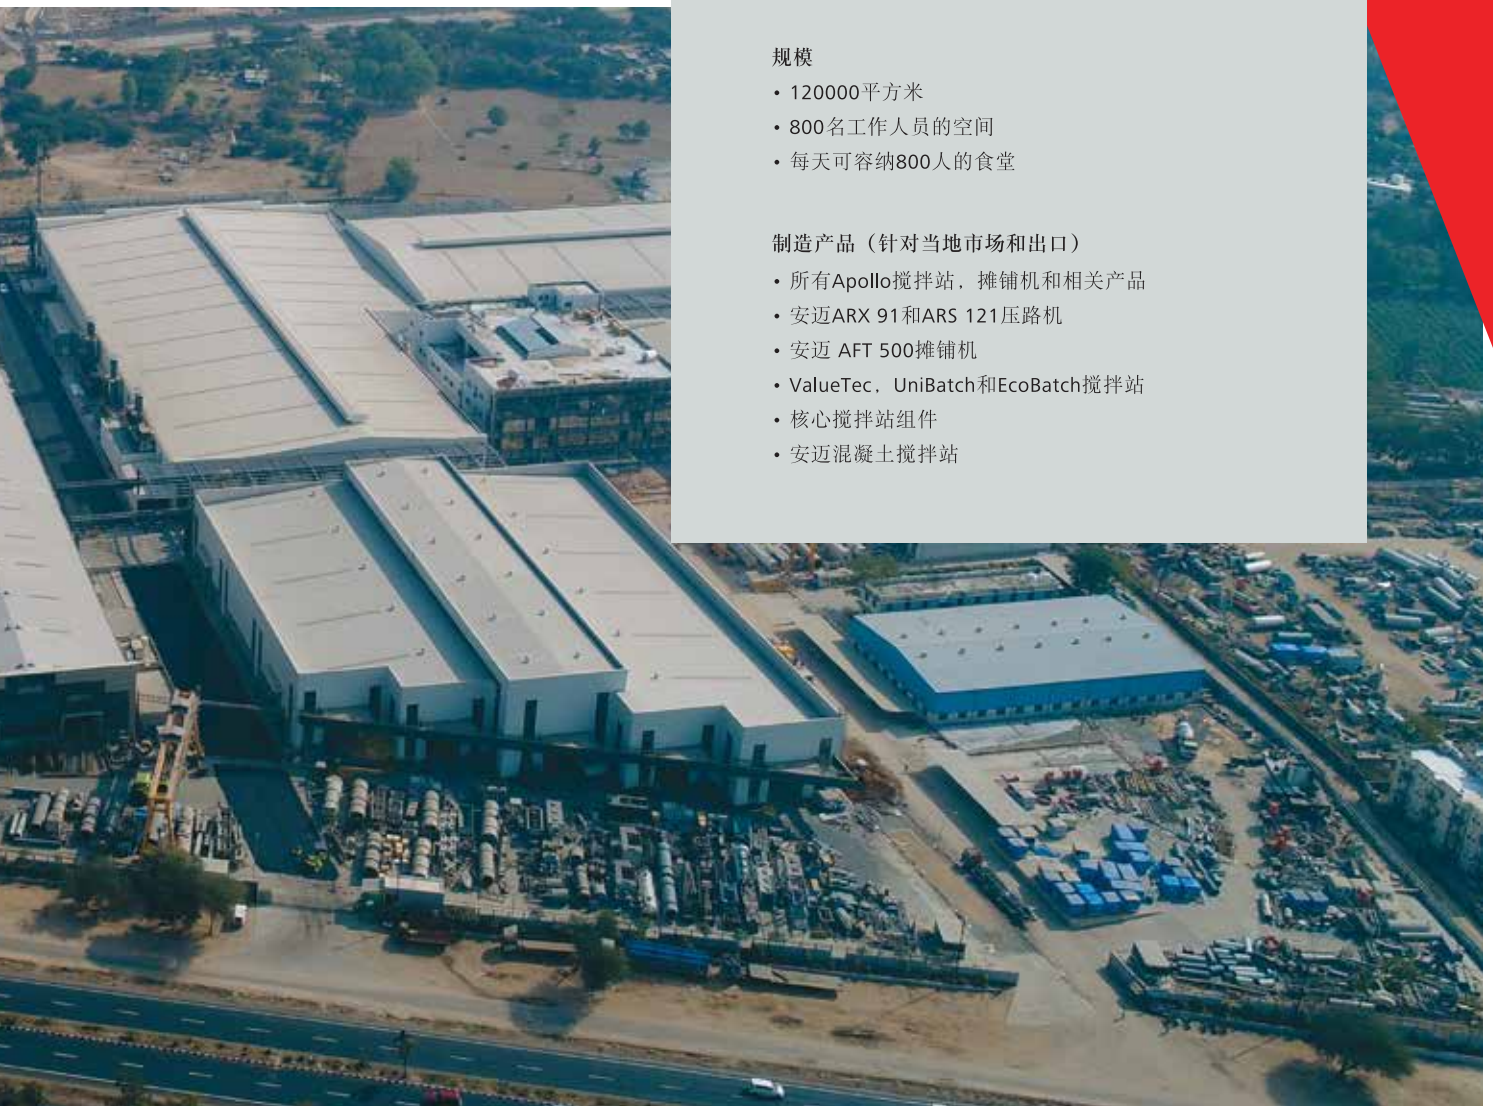 规模
• 120000平方米
• 800名工作人员的空间
• 每天可容纳800人的食堂
制造产品（针对当地市场和出口）
• 所有Apollo搅拌站，摊铺机和相关产品
• 安迈ARX 91和ARS 121压路机
• 安迈 AFT 500摊铺机
• ValueTec，UniBatch和EcoBatch搅拌站
• 核心搅拌站组件
• 安迈混凝土搅拌站